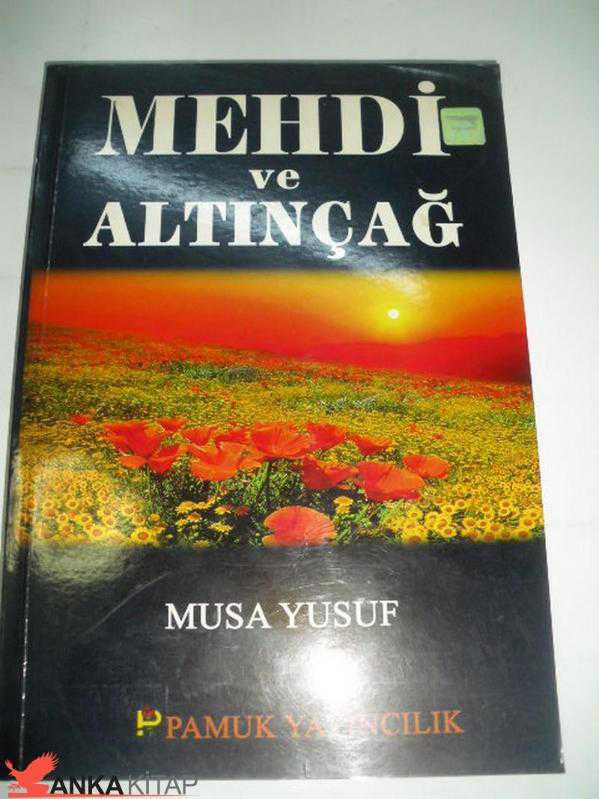 MEHDİ
ve
ALTINÇAĞ
MUSA YUSUF
PAMUK YAYINCILIK
ANKA KİTAP